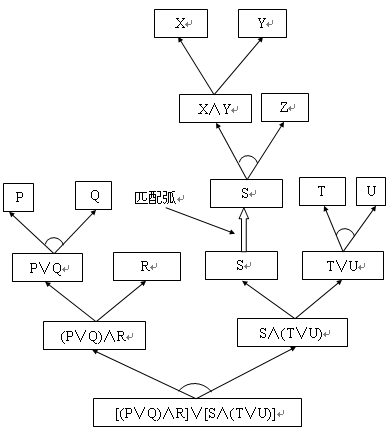 X
Y
X∧Y
Z
S
P
Q
匹配弧
T
U
P∨Q
R
S
T∨U
(P∨Q)∧R
S∧(T∨U)
[(P∨Q)∧R]∨[S∧(T∨U)]